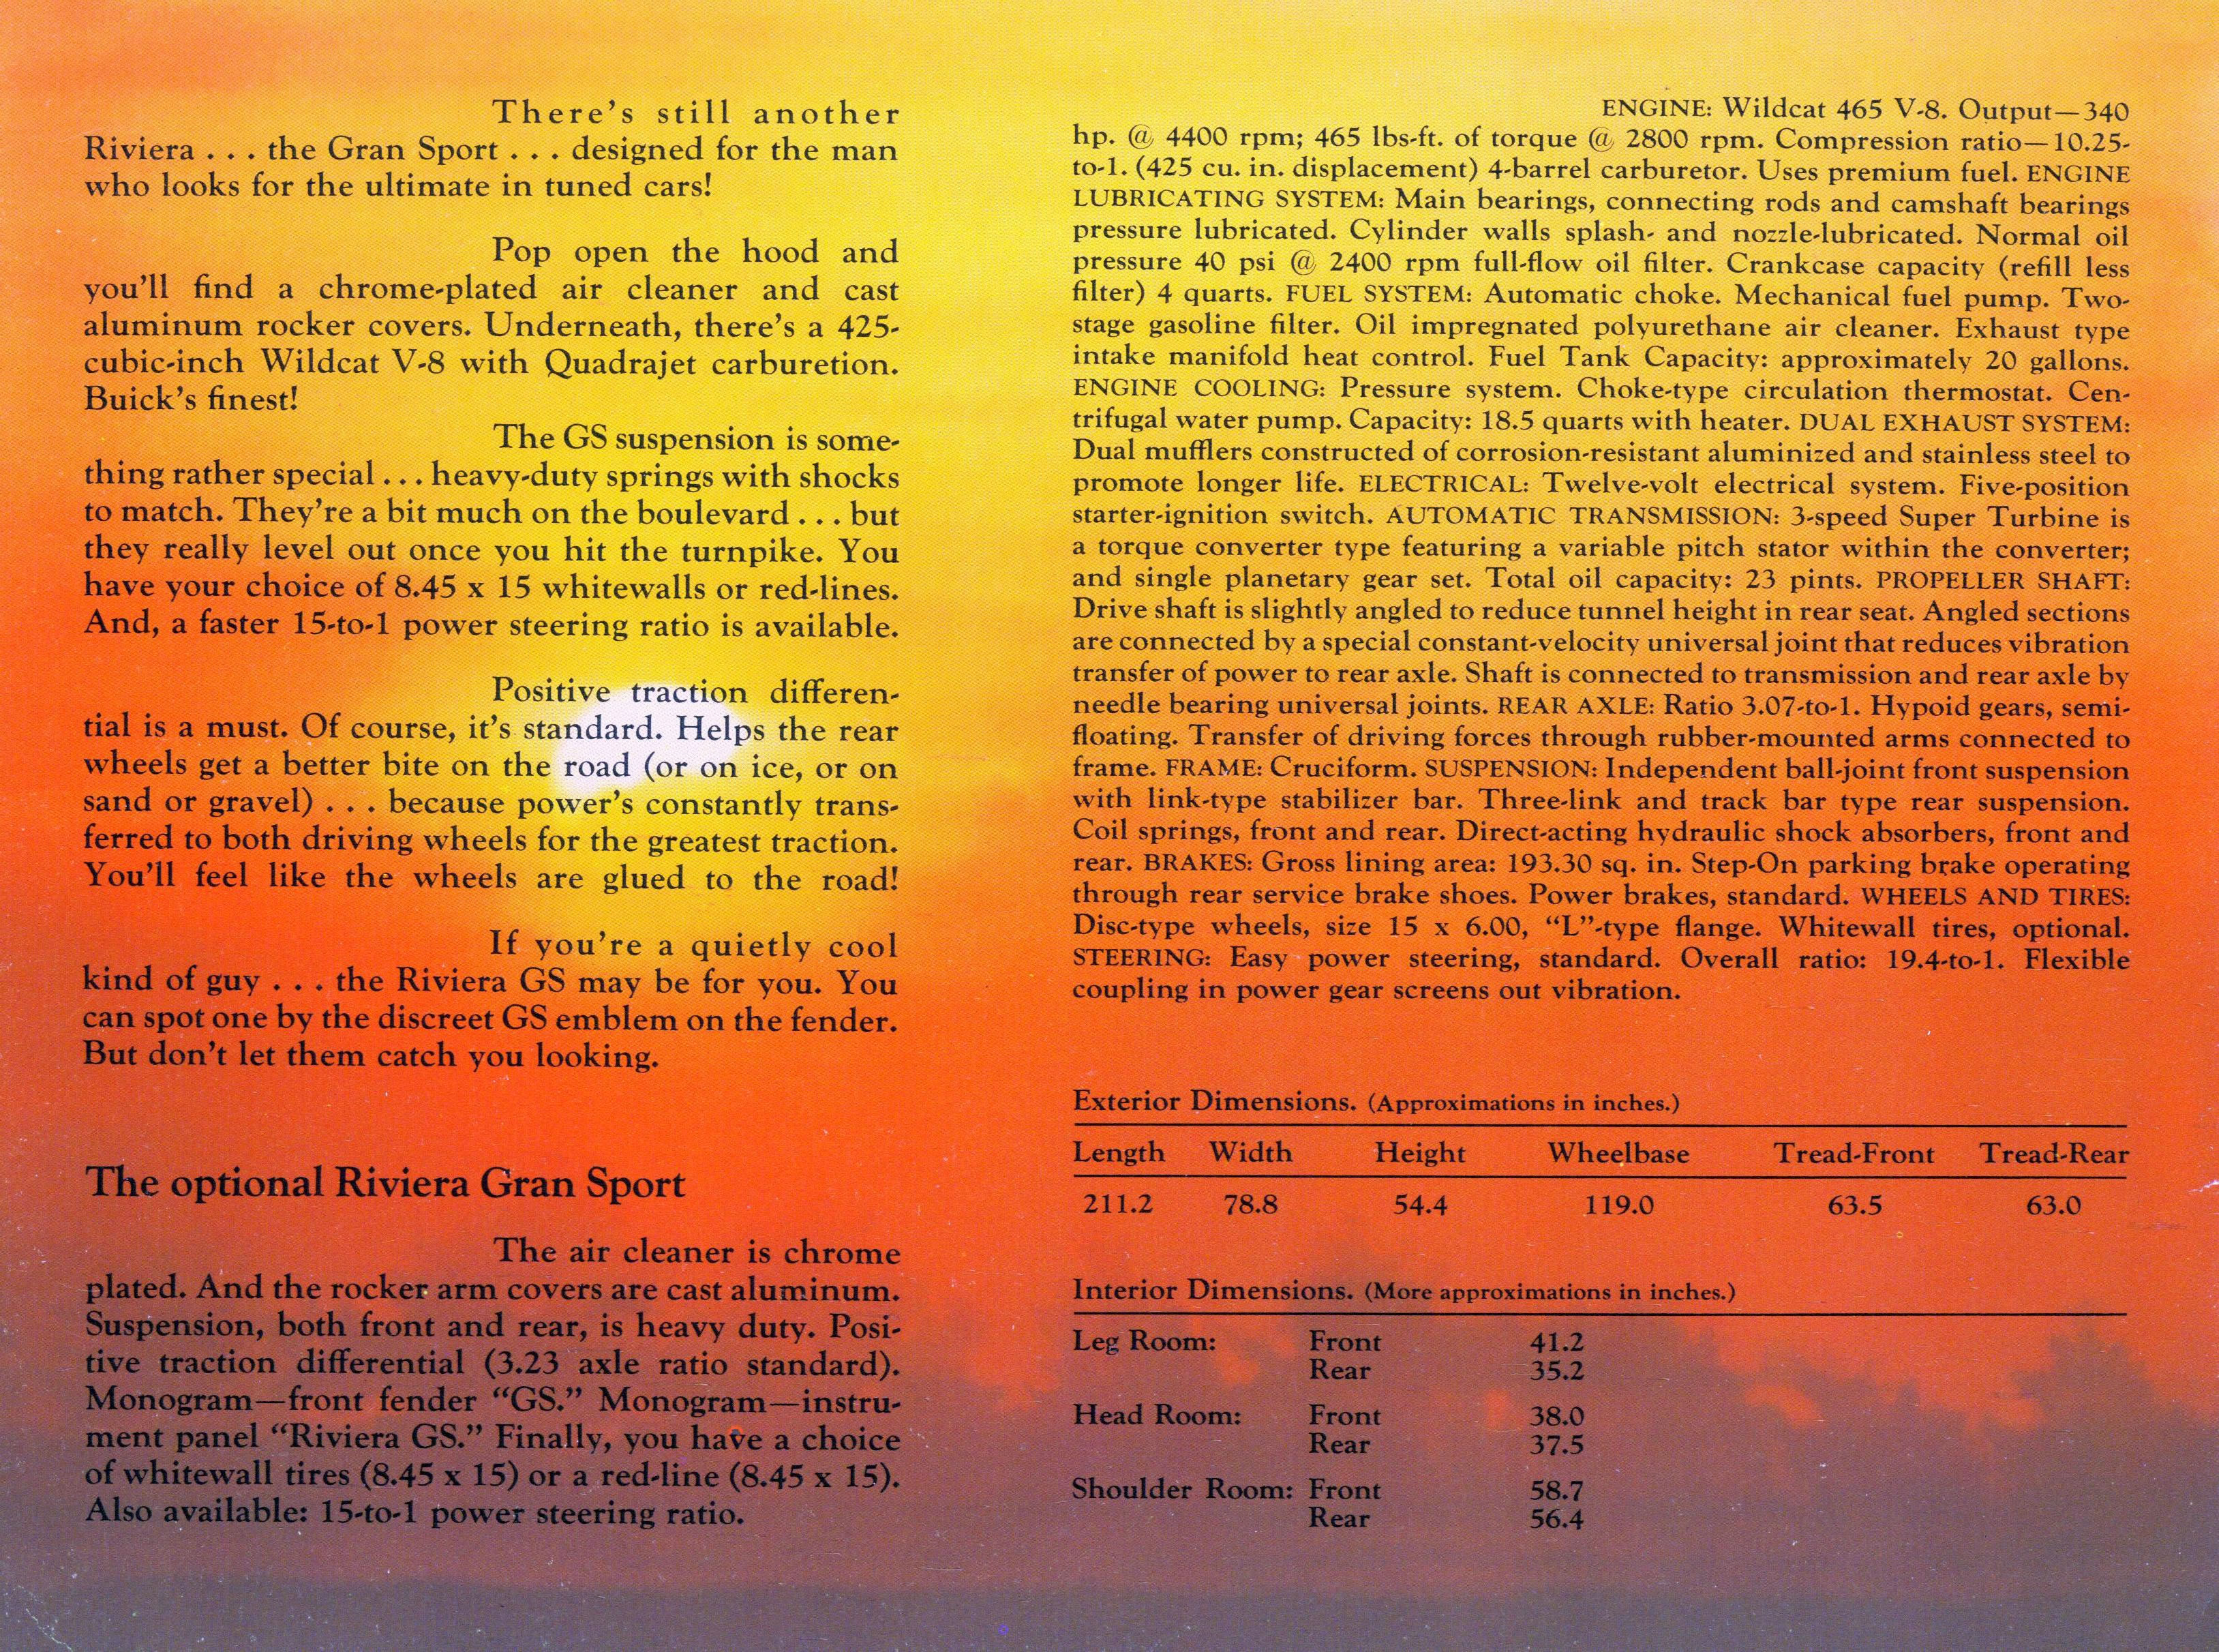 There's still another
Riviera . . . the Gran Sport . . . designed for the man
who looks for the ultimate in tuned cars!
Pop open the hood and
you'll find a chrome-plated air cleaner and cast
aluminum rocker covers. Underneath, there's a 425-
cubic-inch Wildcat V-8 with Quadrajet carburetion.
Buick's finest!
The GS suspension is some-
thing rather special . . . heavy-duty springs with shocks
to match. They're a bit much on the boulevard . . . but
they really level out once you hit the turnpike. You
have your choice of 8.45 x 15 whitewalls or red-lines.
And, a faster 15-to-1 power steering ratio is available.
Positive traction differen-
tial is a must. Of course, it's standard. Helps the rear
wheels get a better bite on the road (or on ice, or on
sand or gravel) . . . because power's constantly trans-
ferred to both driving wheels for the greatest traction.
You'll feel like the wheels are glued to the road!
If you're a quietly cool
kind of guy . . . the Riviera GS may be for you. You
can spot one by the discreet GS emblem on the fender.
But don't let them catch you looking.
The optional Riviera Gran Sport
The air cleaner is chrome
plated. And the rocker arm covers are cast aluminum.
Suspension, both front and rear, is heavy duty. Posi-
tive traction differential (3.23 axle ratio standard).
Monogram—front fender “GS.” Monogram—instru-
ment panel “Riviera GS.” Finally, you have a choice
of whitewall tires (8.45 x 15) or a red-line (8.45 x 15).
Also available: 15-to-1 power steering ratio.
ENGINE: Wildcat 465 V-8. Output—340
hp. @ 4400 rpm; 465 lbs-ft. of torque @ 2800 rpm. Compression ratio—10.25-
to-1. (425 cu. in. displacement) 4-barrel carburetor. Uses premium fuel. ENGINE
LUBRICATING SYSTEM: Main bearings, connecting rods and camshaft bearings
pressure lubricated. Cylinder walls splash- and nozzle-lubricated. Normal oil
pressure 40 psi @ 2400 rpm full-flow oil filter. Crankcase capacity (refill less
filter) 4 quarts. FUEL SYSTEM: Automatic choke. Mechanical fuel pump. Two-
stage gasoline filter. Oil impregnated polyurethane air cleaner. Exhaust type
intake manifold heat control. Fuel Tank Capacity: approximately 20 gallons.
ENGINE COOLING: Pressure system. Choke-type circulation thermostat. Cen-
trifugal water pump. Capacity: 18.5 quarts with heater. DUAL EXHAUST SYSTEM:
Dual mufflers constructed of corrosion-resistant aluminized and stainless steel to
promote longer life. ELECTRICAL: Twelve-volt electrical system. Five-position
starter-ignition switch. AUTOMATIC TRANSMISSION: 3-speed Super Turbine is
a torque converter type featuring a variable pitch stator within the converter;
and single planetary gear set. Total oil capacity: 23 pints. PROPELLER SHAFT:
Drive shaft is slightly angled to reduce tunnel height in rear seat. Angled sections
are connected by a special constant-velocity universal joint that reduces vibration
transfer of power to rear axle. Shaft is connected to transmission and rear axle by
needle bearing universal joints. REAR AXLE: Ratio 3.07-to-1. Hypoid gears, semi-
floating. Transfer of driving forces through rubber-mounted arms connected to
frame. FRAME: Cruciform. SUSPENSION: Independent ball-joint front suspension
with link-type stabilizer bar. Three-link and track bar type rear suspension.
Coil springs, front and rear. Direct-acting hydraulic shock absorbers, front and
rear. BRAKES: Gross lining area: 193.30 sq. in. Step-On parking brake operating
through rear service brake shoes. Power brakes, standard. WHEELS AND TIRES:
Disc-type wheels, size 15 x 6.00, “L”-type flange. Whitewall tires, optional.
STEERING: Easy power steering, standard. Overall ratio: 19.4-to-1. Flexible
coupling in power gear screens out vibration.
Exterior Dimensions. (Approximations in inches.)
Length Width Height Wheelbase Tread-Front Tread-Rear
211.2 78.8 54.4 119.0 63.5 63.0
Interior Dimensions. (More approximations in inches.)
Leg Room: Front 41.2
Rear 35.2
Head Room: Front 38.0
Rear 37.5
Shoulder Room: Front 58.7
Rear 56.4